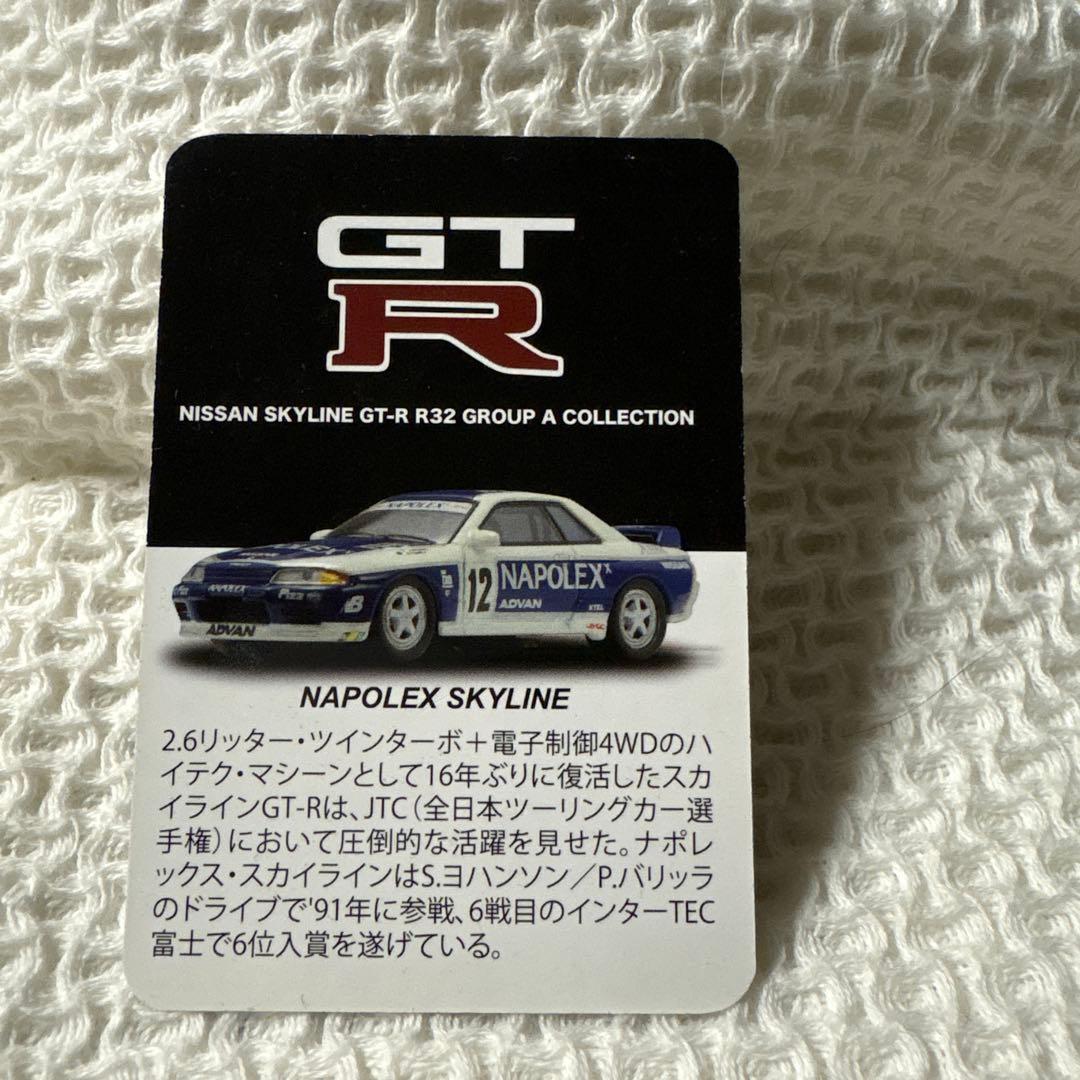 GT
R
NISSAN SKYLINE GT-R R32 GROUP A COLLECTION
NAPOLEX
NAPOLEX
12
NAPOLEX
ADVAN
ADVAN
NAPOLEX SKYLINE
2.6リッター・ツインターボ＋電子制御4WDのハ
イテク・マシーンとして16年ぶりに復活したスカ
イラインGT-Rは、JTC（全日本ツーリングカー選
手権）において圧倒的な活躍を見せた。ナポレ
ックス・スカイラインはS.ヨハンソン／P.バリッラ
のドライブで'91年に参戦、6戦目のインターTEC
富士で6位入賞を遂げている。